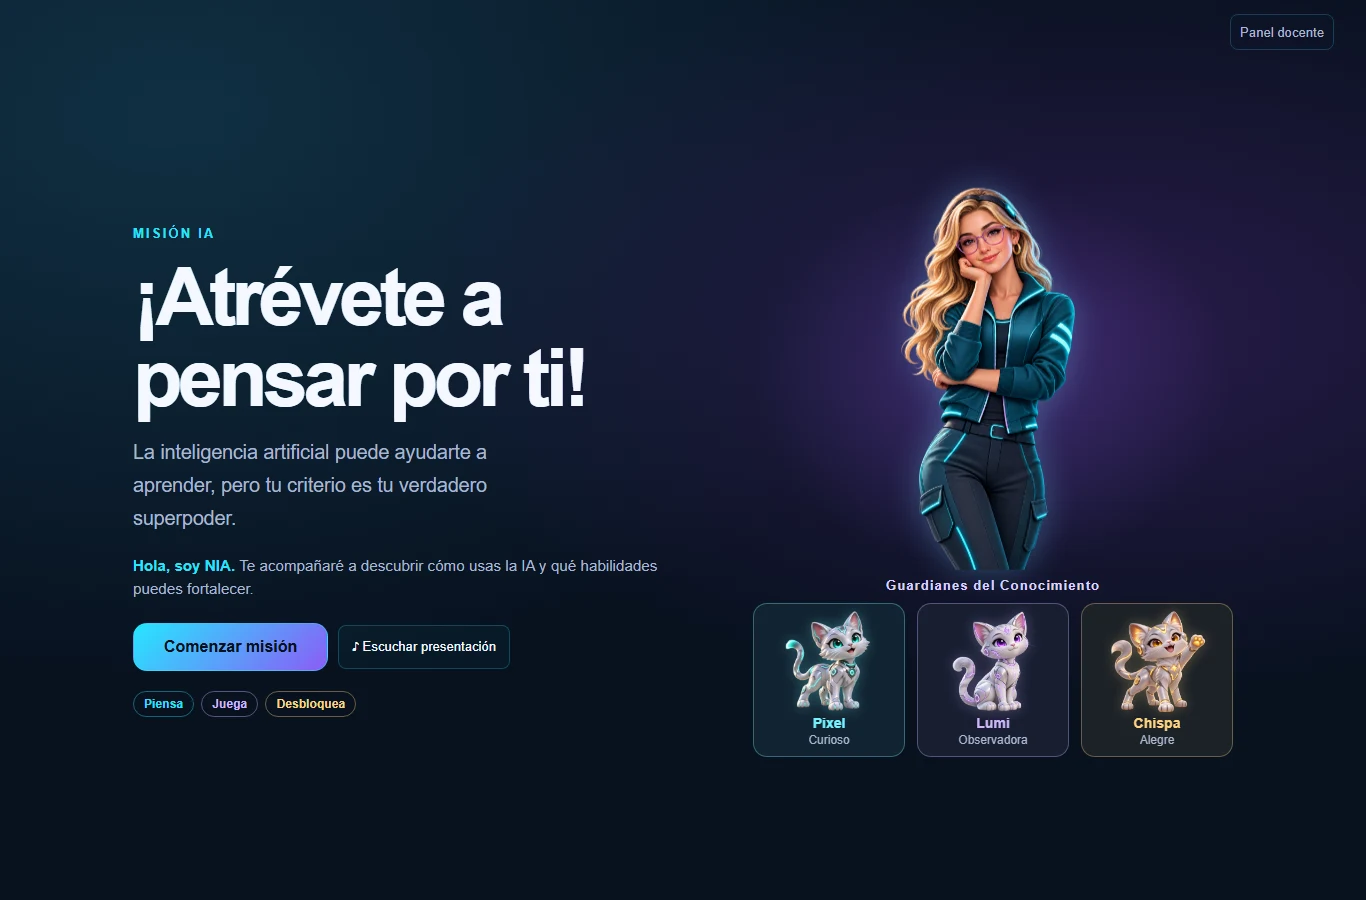 Panel docente
MISIÓN IA
¡Atrévete a
pensar por ti!
La inteligencia artificial puede ayudarte a
aprender, pero tu criterio es tu verdadero
superpoder.
Hola, soy NIA. Te acompañaré a descubrir cómo usas la IA y qué habilidades
puedes fortalecer.
Comenzar misión
♪ Escuchar presentación
Piensa
Juega
Desbloquea
Guardianes del Conocimiento
Pixel
Curioso
Lumi
Observadora
Chispa
Alegre